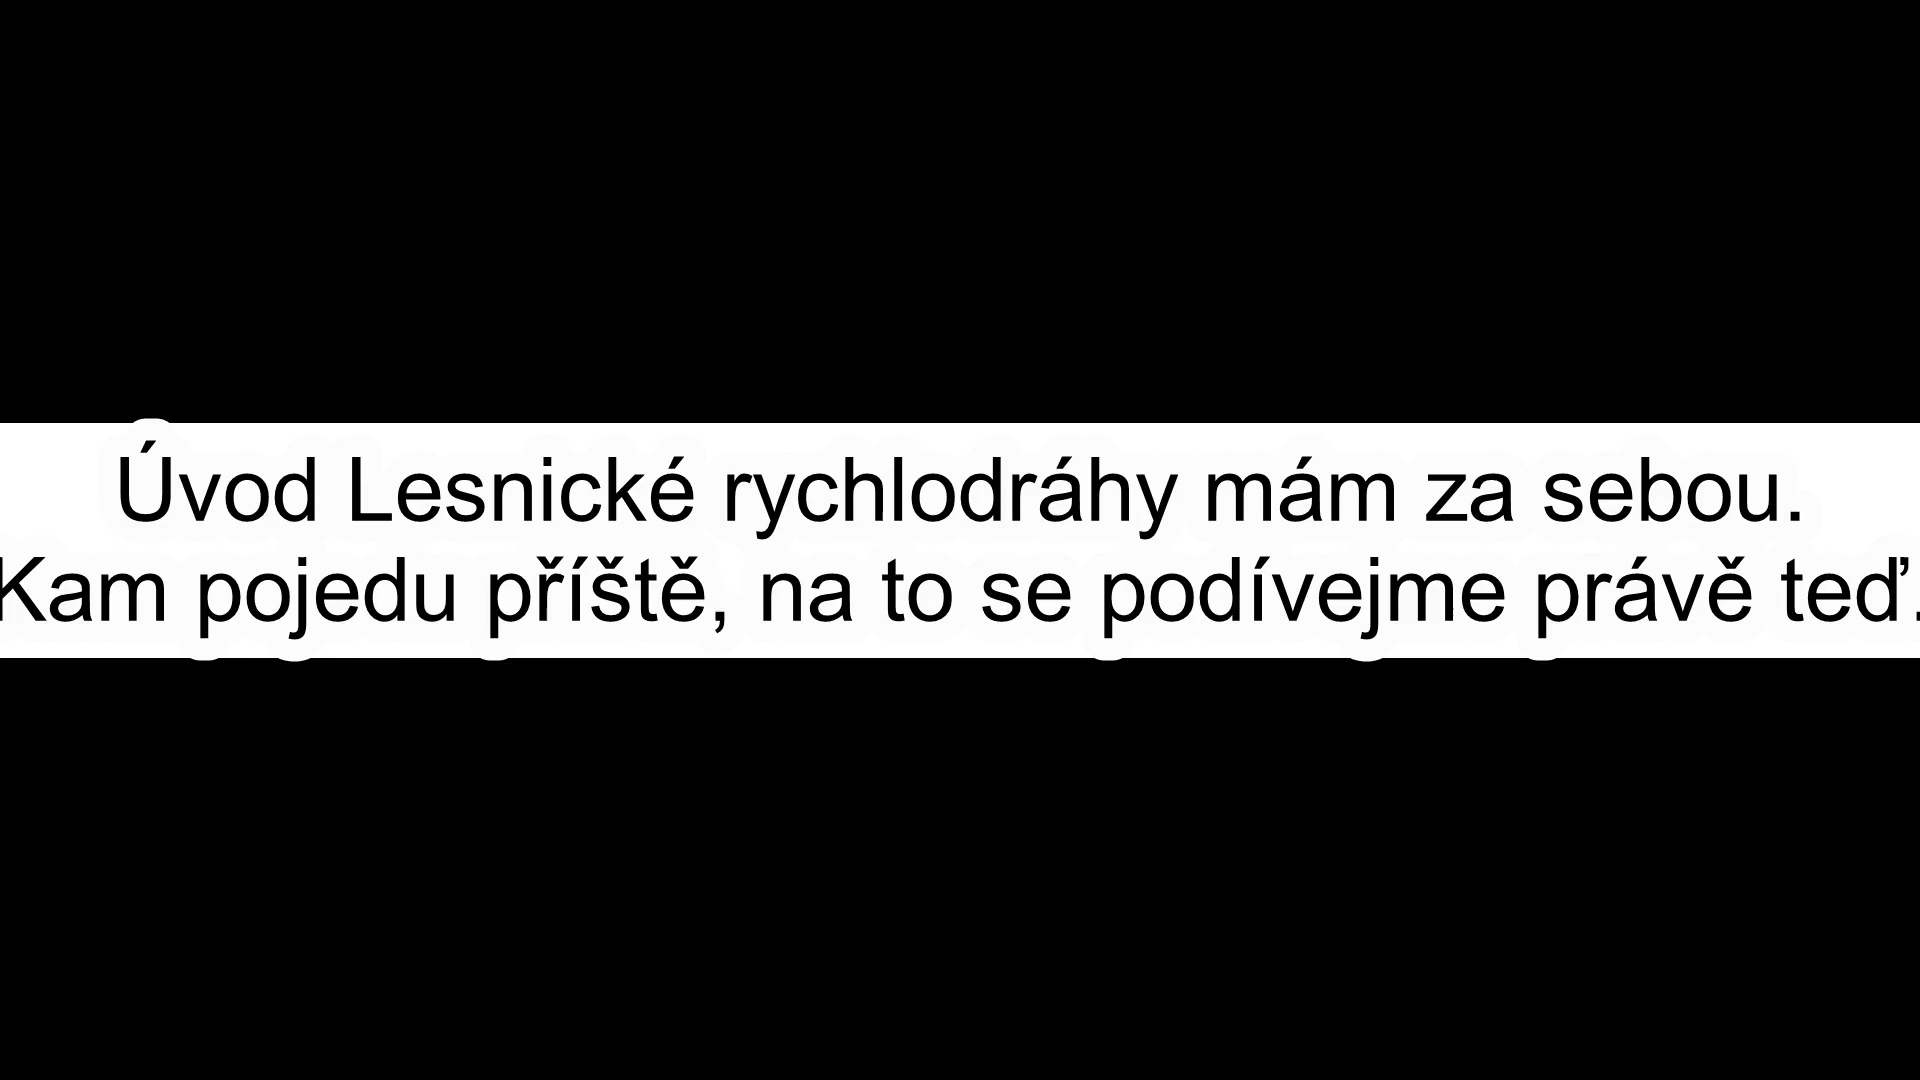 Úvod Lesnické rychlodráhy mám za sebou.
Kam pojedu příště, na to se podívejme právě teď.